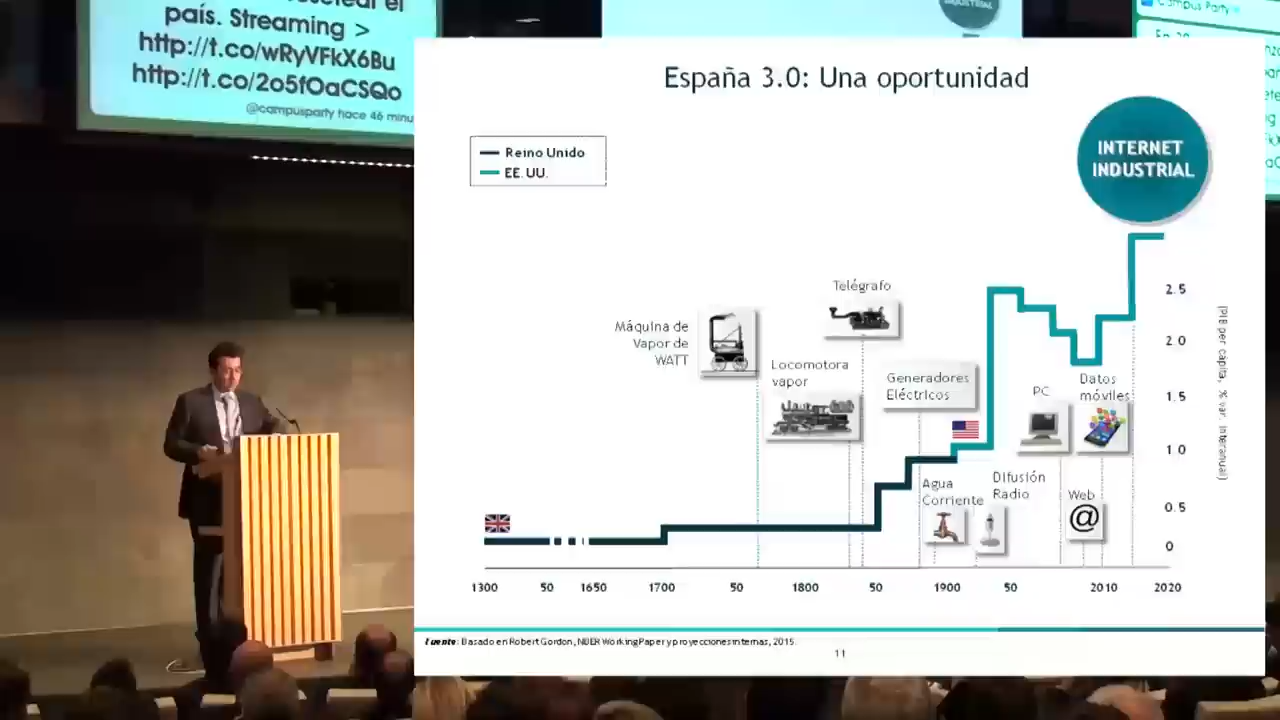 país. Streaming >
http://t.co/wRyVFkX6Bu
http://t.co/2o5fOaCSQo
@campusparty hace 46 minu
INDUSTRIAL
Campus Party
España 3.0: Una oportunidad
INTERNET
INDUSTRIAL
Reino Unido
EE. UU.
Telégrafo
Máquina de
Vapor de
WATT
Locomotora
vapor
Generadores
Eléctricos
PC
Datos
móviles
Agua
Corriente
Difusión
Radio
Web
@
2.5
2.0
1.5
1.0
0.5
0
(PIB per cápita, % var. interanual)
1300 50 1650 1700 50 1800 50 1900 50 2010 2020
Fuente: Basado en Robert Gordon, NBER Working Paper y proyecciones internas, 2015.
11